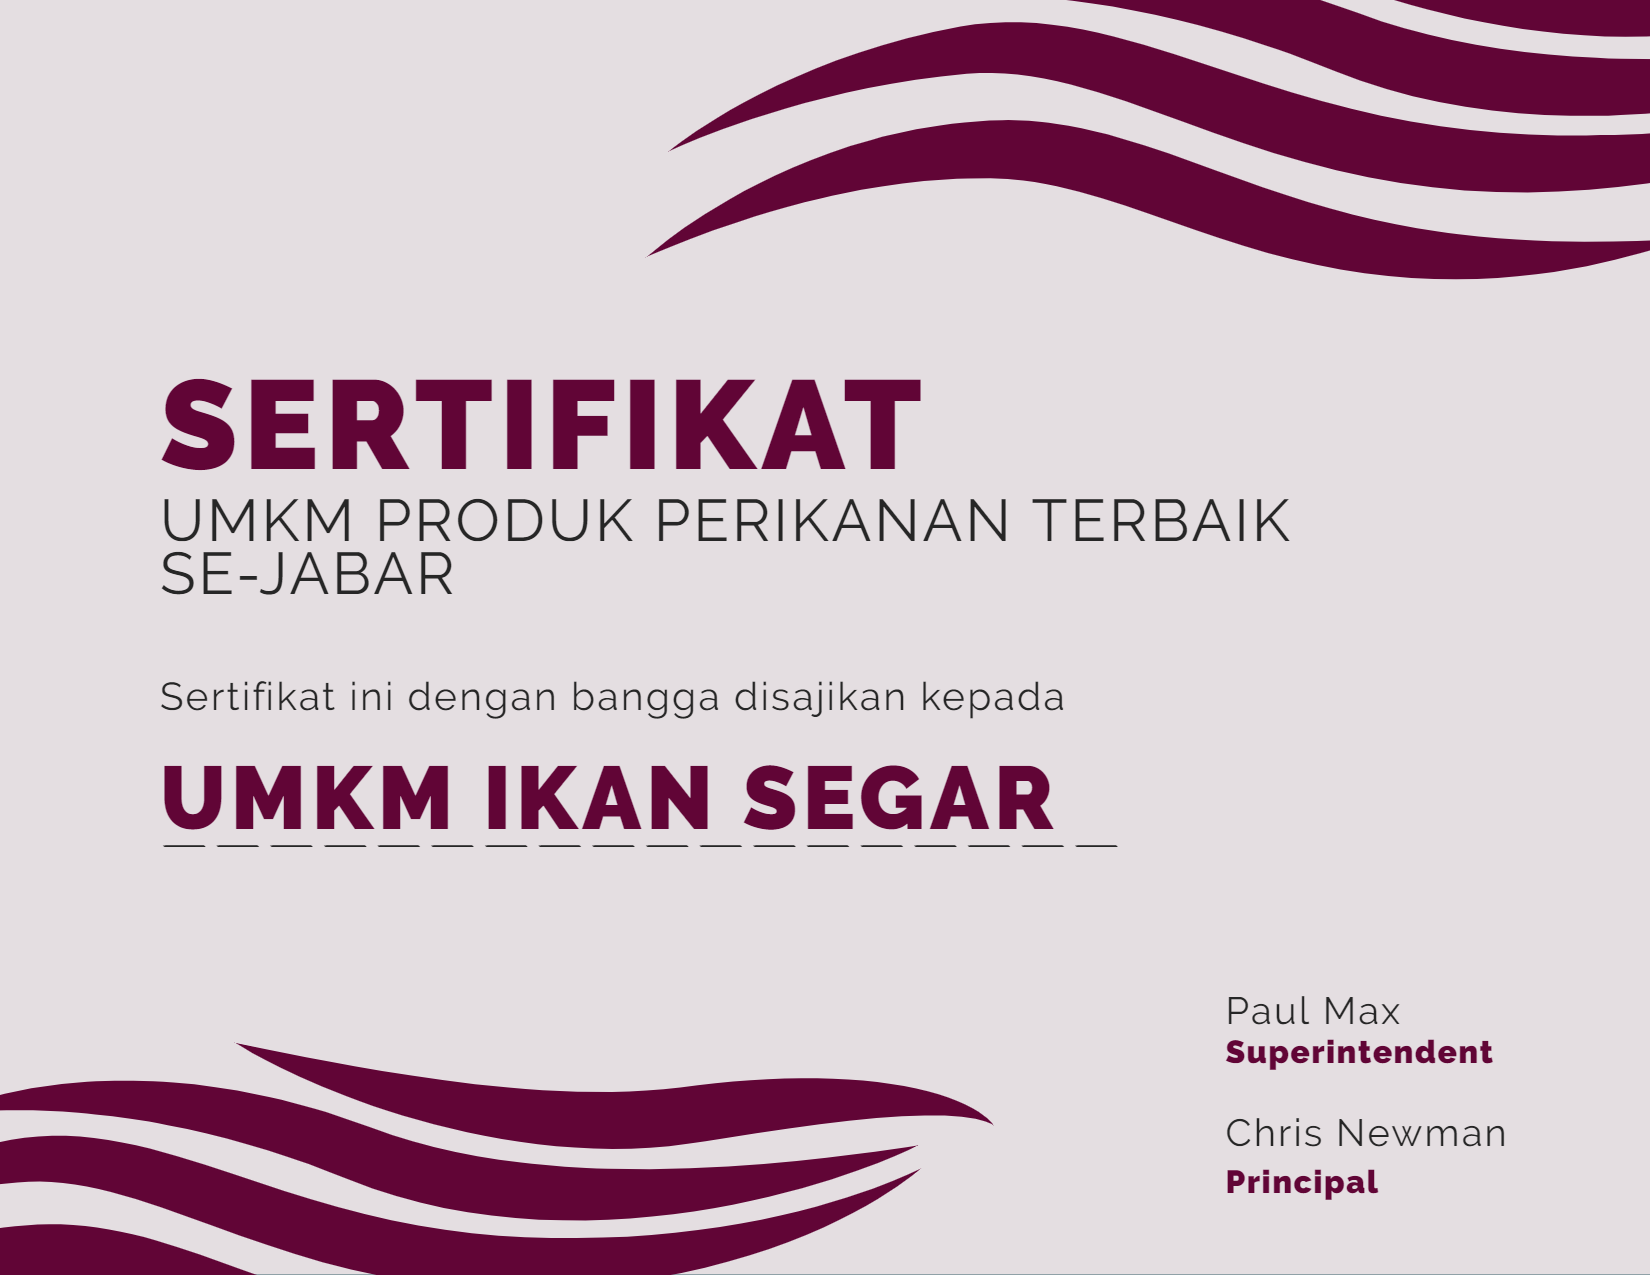 SERTIFIKAT
UMKM PRODUK PERIKANAN TERBAIK
SE-JABAR
Sertifikat ini dengan bangga disajikan kepada
UMKM IKAN SEGAR
Paul Max
Superintendent
Chris Newman
Principal